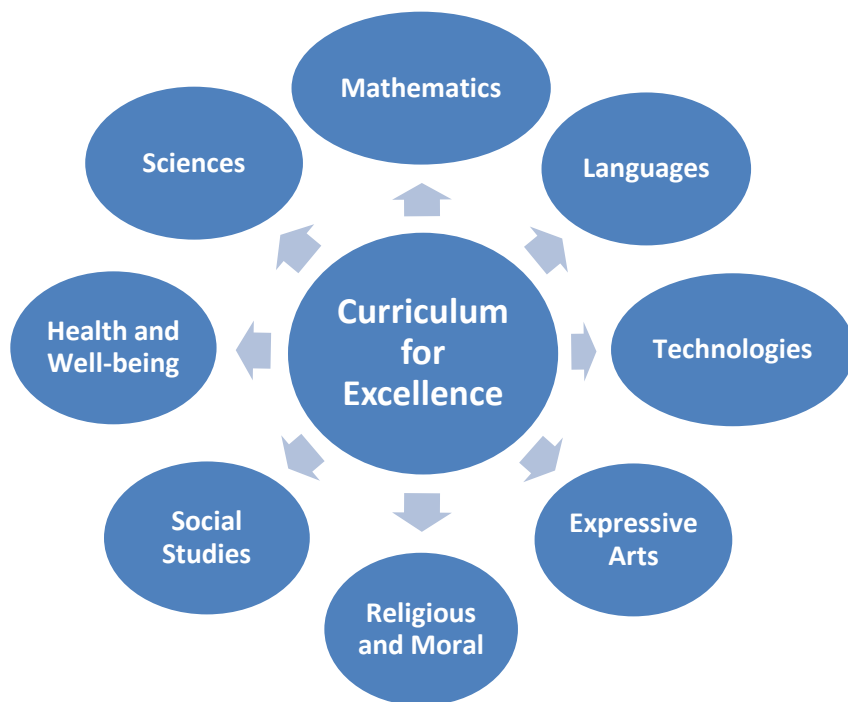 Mathematics
Languages
Technologies
Expressive
Arts
Religious
and Moral
Social
Studies
Health and
Well-being
Sciences
Curriculum
for
Excellence